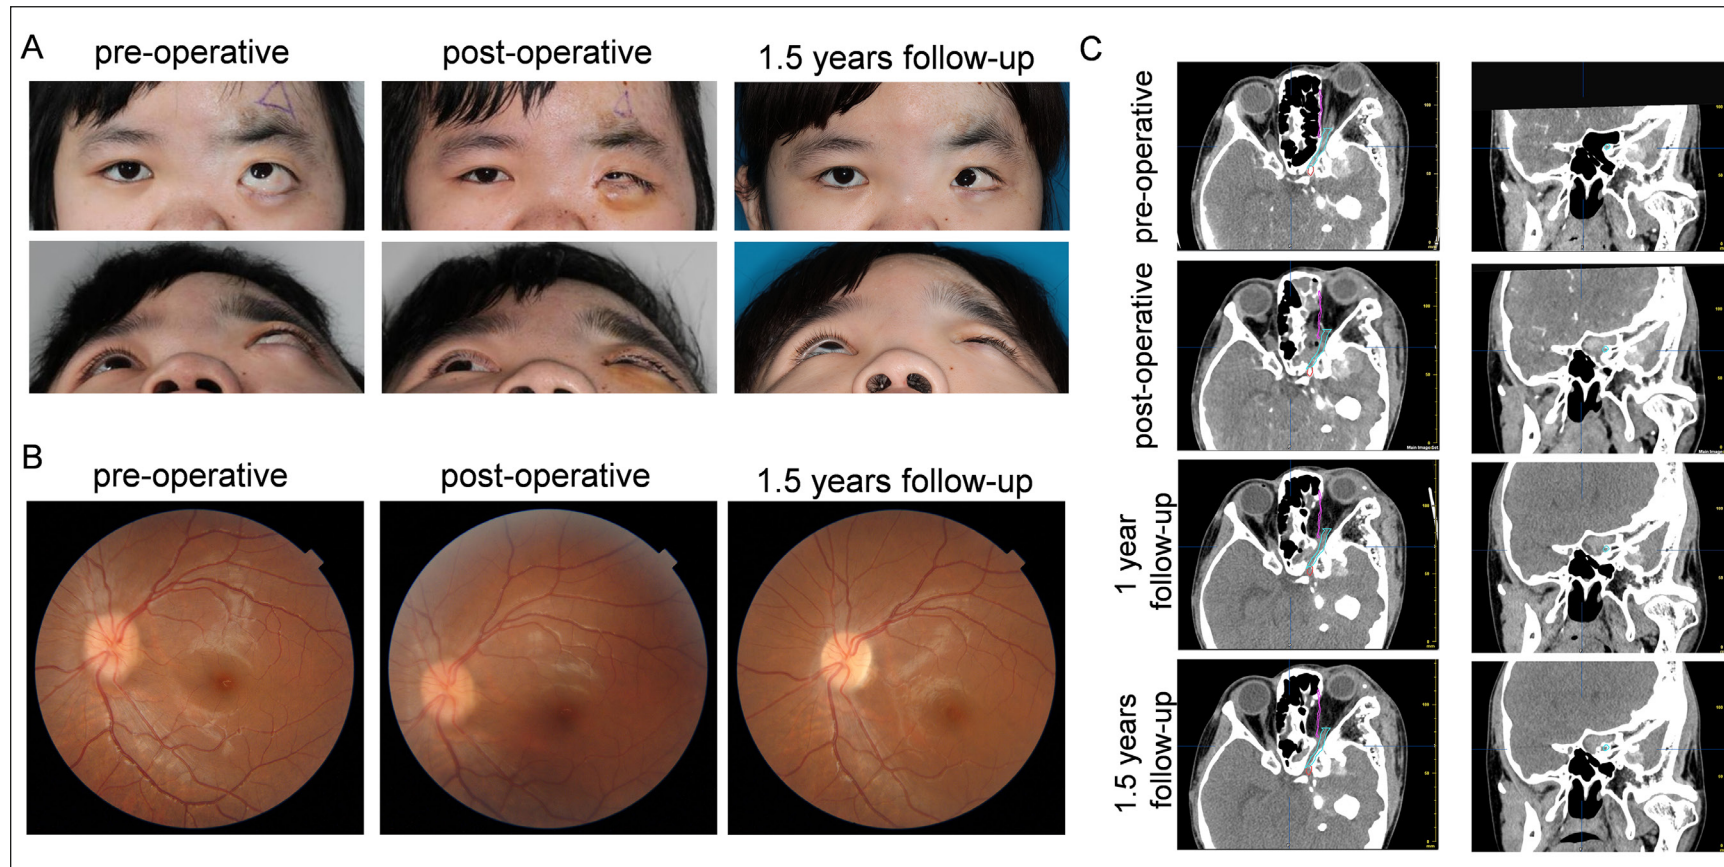 A
pre-operative
post-operative
1.5 years follow-up
B
pre-operative
post-operative
1.5 years follow-up
C
pre-operative
post-operative
1 year
follow-up
1.5 years
follow-up